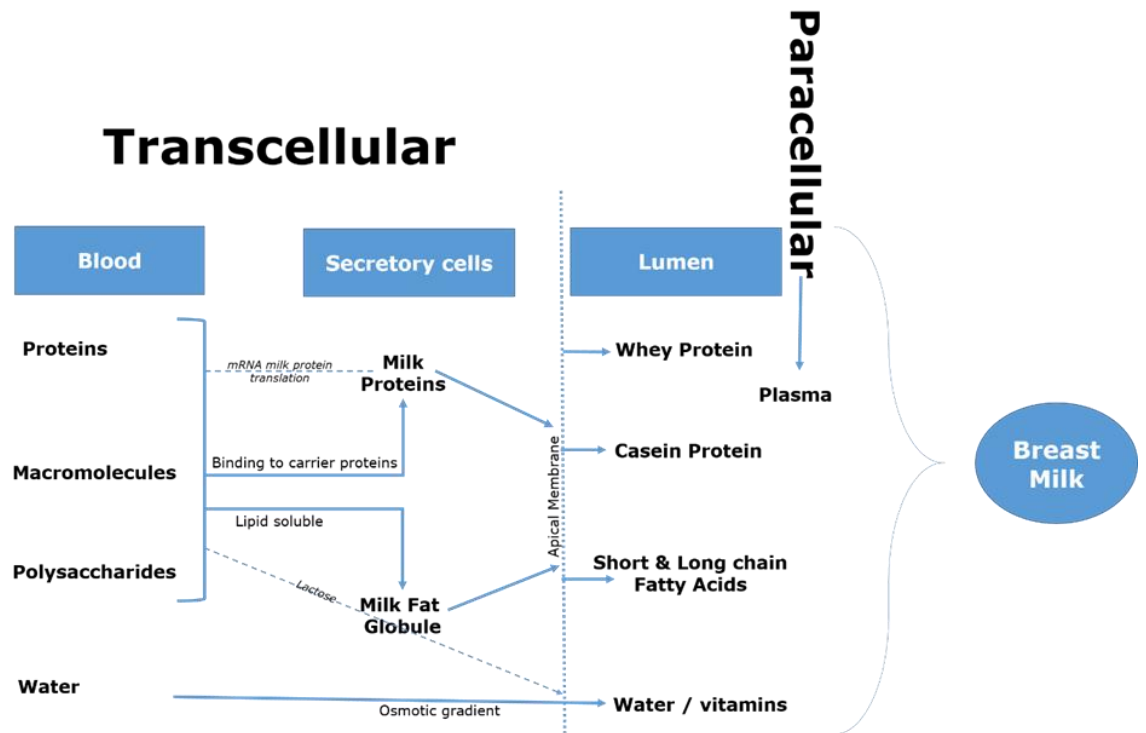 Paracellular
Transcellular
Blood
Secretory cells
Lumen
Proteins
mRNA milk protein
translation
Milk
Proteins
Whey Protein
Plasma
Macromolecules
Binding to carrier proteins
Apical Membrane
Casein Protein
Breast
Milk
Lipid soluble
Polysaccharides
Lactose
Milk Fat
Globule
Short & Long chain
Fatty Acids
Water
Osmotic gradient
Water / vitamins